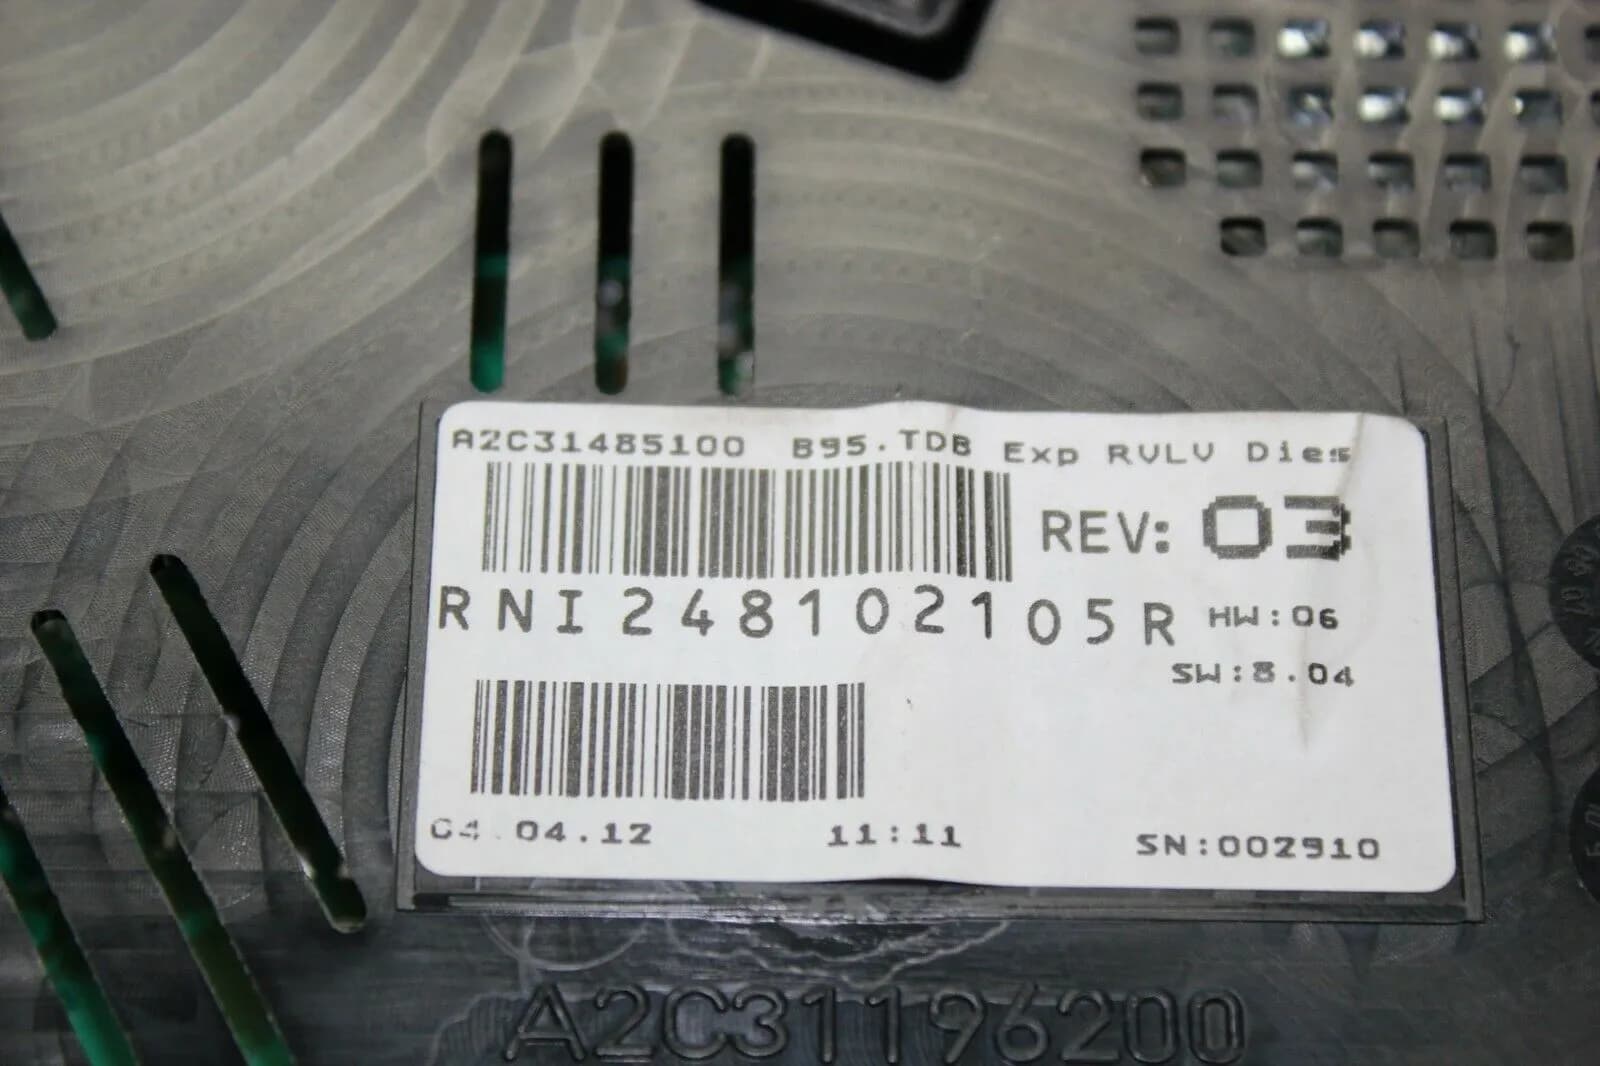 A2C31485100 B95.TDB Exp RVLV Dies
REV: 03
RNI248102105R HW:06
SW:8.04
04.04.12 11:11 SN:002910
A2C31196200